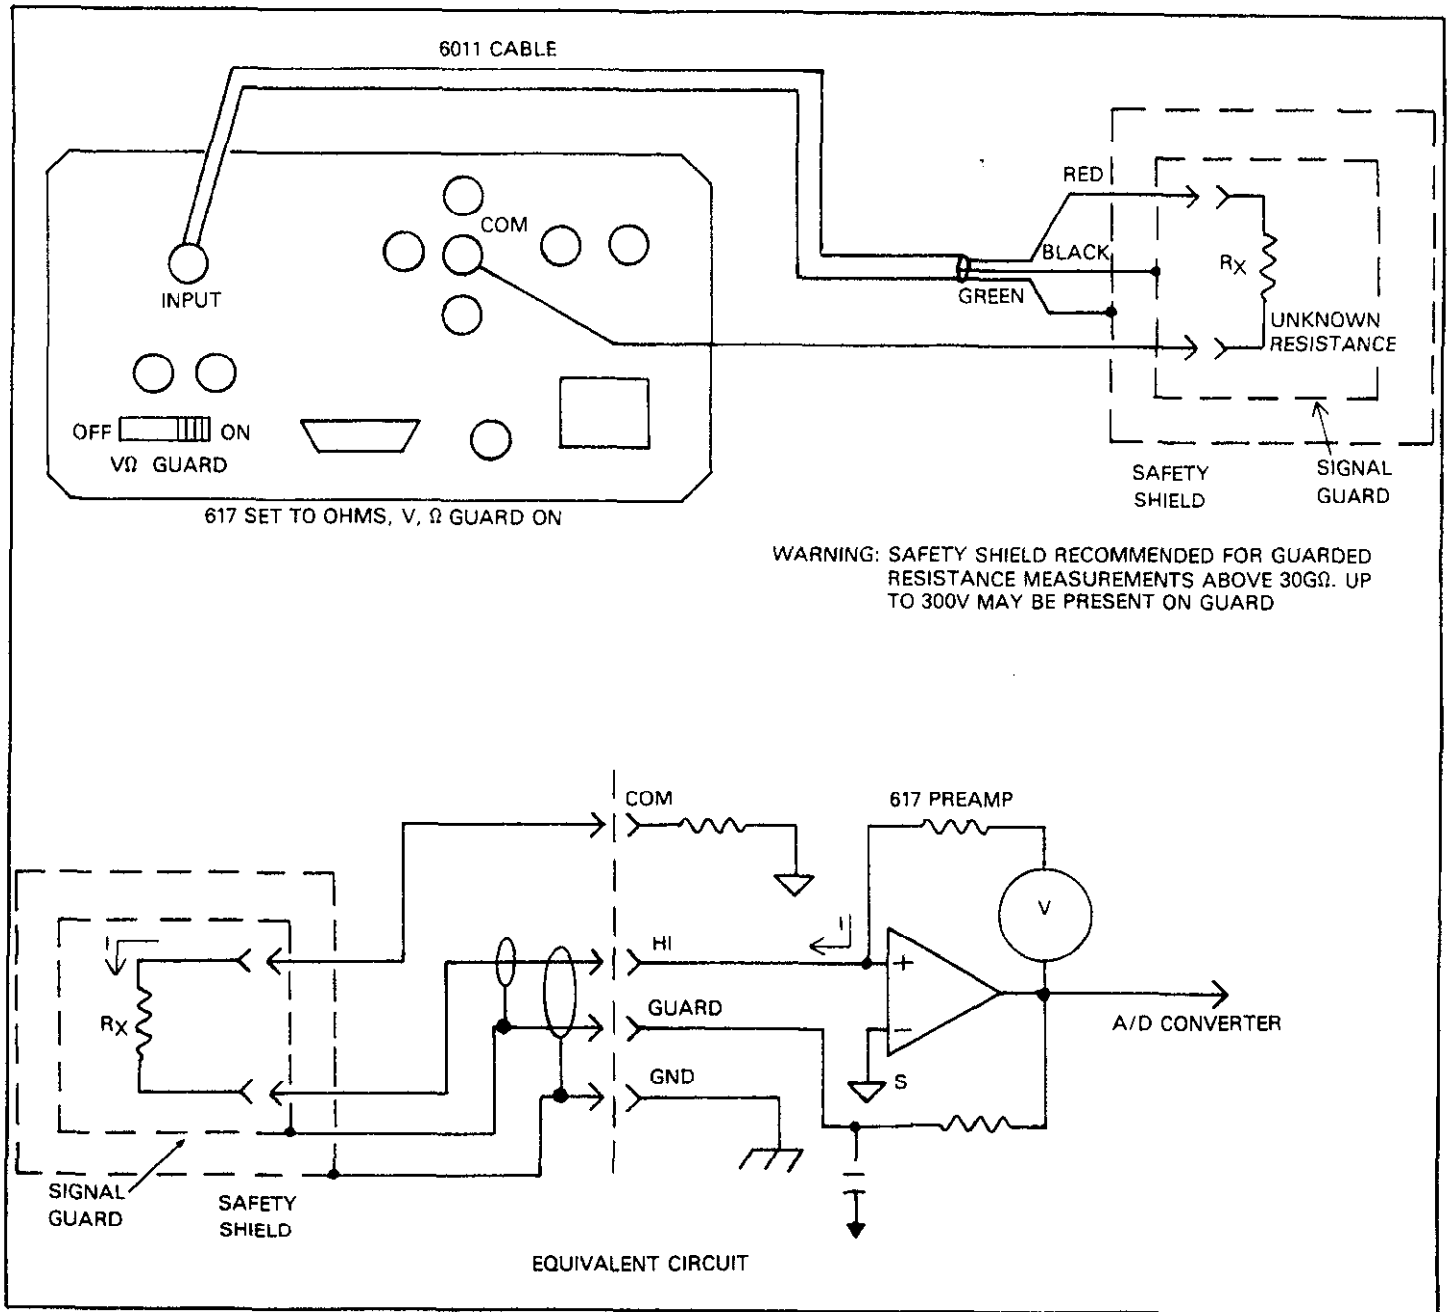 6011 CABLE
RED
COM
BLACK
RX
INPUT
GREEN
UNKNOWN
RESISTANCE
OFF
ON
VΩ GUARD
SAFETY
SHIELD
SIGNAL
GUARD
617 SET TO OHMS, V, Ω GUARD ON
WARNING: SAFETY SHIELD RECOMMENDED FOR GUARDED
RESISTANCE MEASUREMENTS ABOVE 30GΩ. UP
TO 300V MAY BE PRESENT ON GUARD
COM
617 PREAMP
V
I
HI
I
+
RX
GUARD
−
A/D CONVERTER
S
GND
SIGNAL
GUARD
SAFETY
SHIELD
EQUIVALENT CIRCUIT